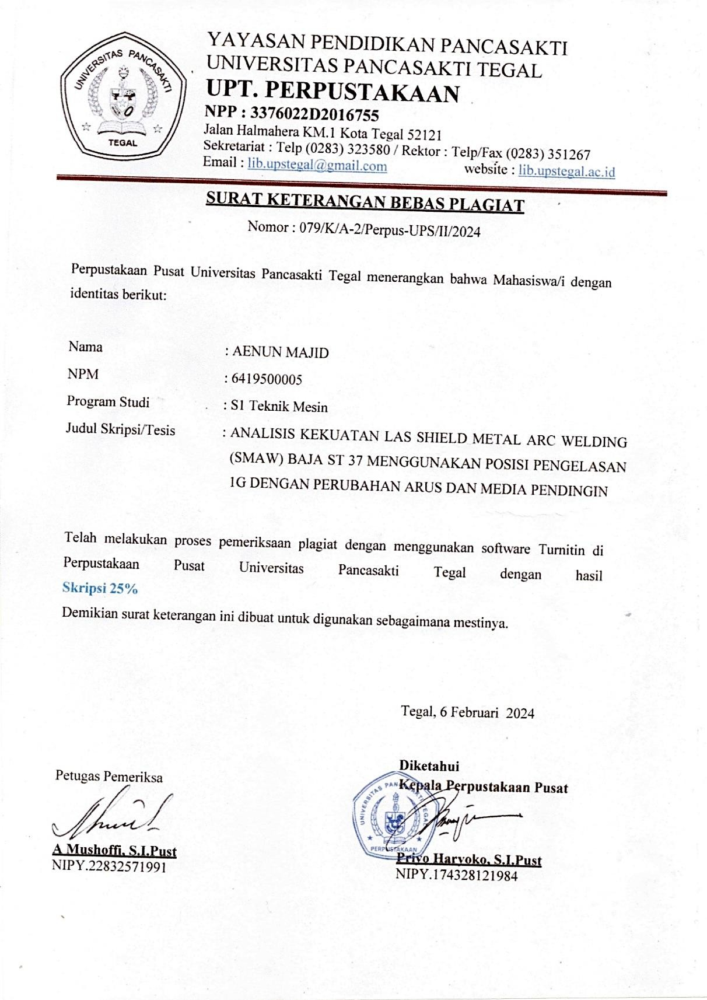 UNIVERSITAS PANCASAKTI
TEGAL
YAYASAN PENDIDIKAN PANCASAKTI
UNIVERSITAS PANCASAKTI TEGAL
UPT. PERPUSTAKAAN
NPP : 3376022D2016755
Jalan Halmahera KM.1 Kota Tegal 52121
Sekretariat : Telp (0283) 323580 / Rektor : Telp/Fax (0283) 351267
Email : lib.upstegal@gmail.com website : lib.upstegal.ac.id
SURAT KETERANGAN BEBAS PLAGIAT
Nomor : 079/K/A-2/Perpus-UPS/II/2024
Perpustakaan Pusat Universitas Pancasakti Tegal menerangkan bahwa Mahasiswa/i dengan
identitas berikut:
Nama : AENUN MAJID
NPM : 6419500005
Program Studi : S1 Teknik Mesin
Judul Skripsi/Tesis : ANALISIS KEKUATAN LAS SHIELD METAL ARC WELDING
(SMAW) BAJA ST 37 MENGGUNAKAN POSISI PENGELASAN
1G DENGAN PERUBAHAN ARUS DAN MEDIA PENDINGIN
Telah melakukan proses pemeriksaan plagiat dengan menggunakan software Turnitin di
Perpustakaan Pusat Universitas Pancasakti Tegal dengan hasil
Skripsi 25%
Demikian surat keterangan ini dibuat untuk digunakan sebagaimana mestinya.
Tegal, 6 Februari 2024
Petugas Pemeriksa
Diketahui
Kepala Perpustakaan Pusat
UNIVERSITAS PANCASAKTI TEGAL
PERPUSTAKAAN
A Mushoffi, S.I.Pust
NIPY.22832571991
Priyo Haryoko, S.I.Pust
NIPY.174328121984